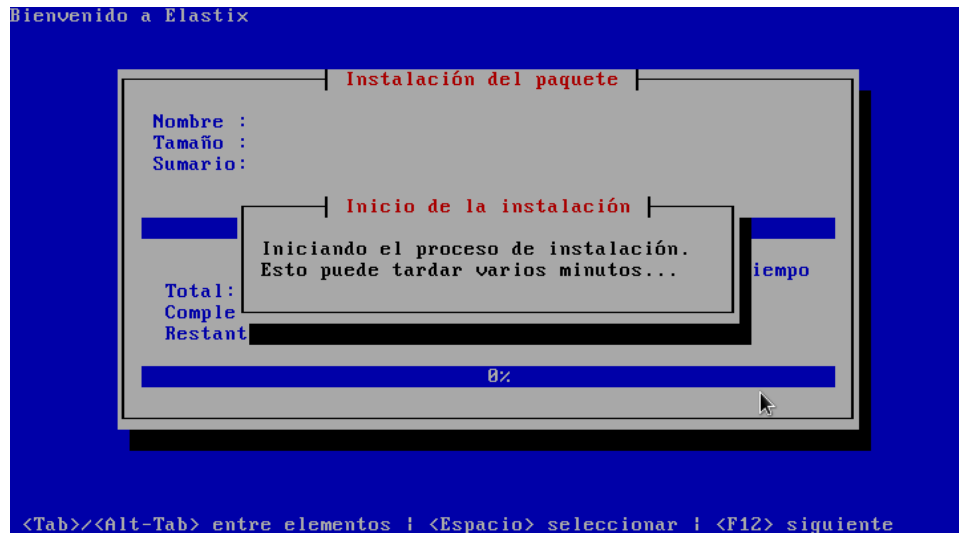 Bienvenido a Elastix
Instalación del paquete
Nombre :
Tamaño :
Sumario:
Inicio de la instalación
Iniciando el proceso de instalación.
Esto puede tardar varios minutos...
iempo
Total:
Comple
Restant
0%
<Tab>/<Alt-Tab> entre elementos | <Espacio> seleccionar | <F12> siguiente